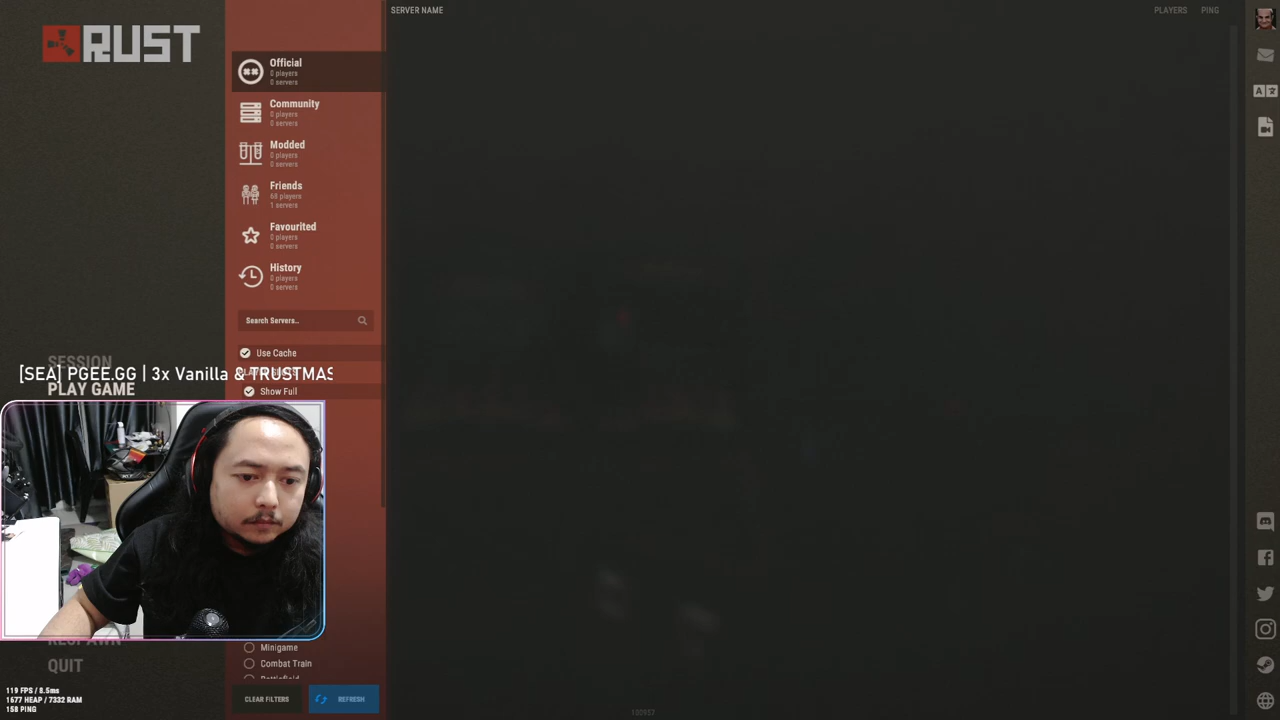 RUST
SERVER NAME
PLAYERS
PING
Official
0 players
0 servers
Community
0 players
0 servers
Modded
0 players
0 servers
Friends
68 players
1 servers
Favourited
0 players
0 servers
History
0 players
0 servers
Search Servers..
Use Cache
SESSION
[SEA] PGEE.GG | 3x Vanilla & TRUSTMAS
PLAY GAME
Show Full
Minigame
Combat Train
Battlefield
QUIT
119 FPS / 8.5ms
1677 HEAP / 7332 RAM
158 PING
CLEAR FILTERS
REFRESH
100957